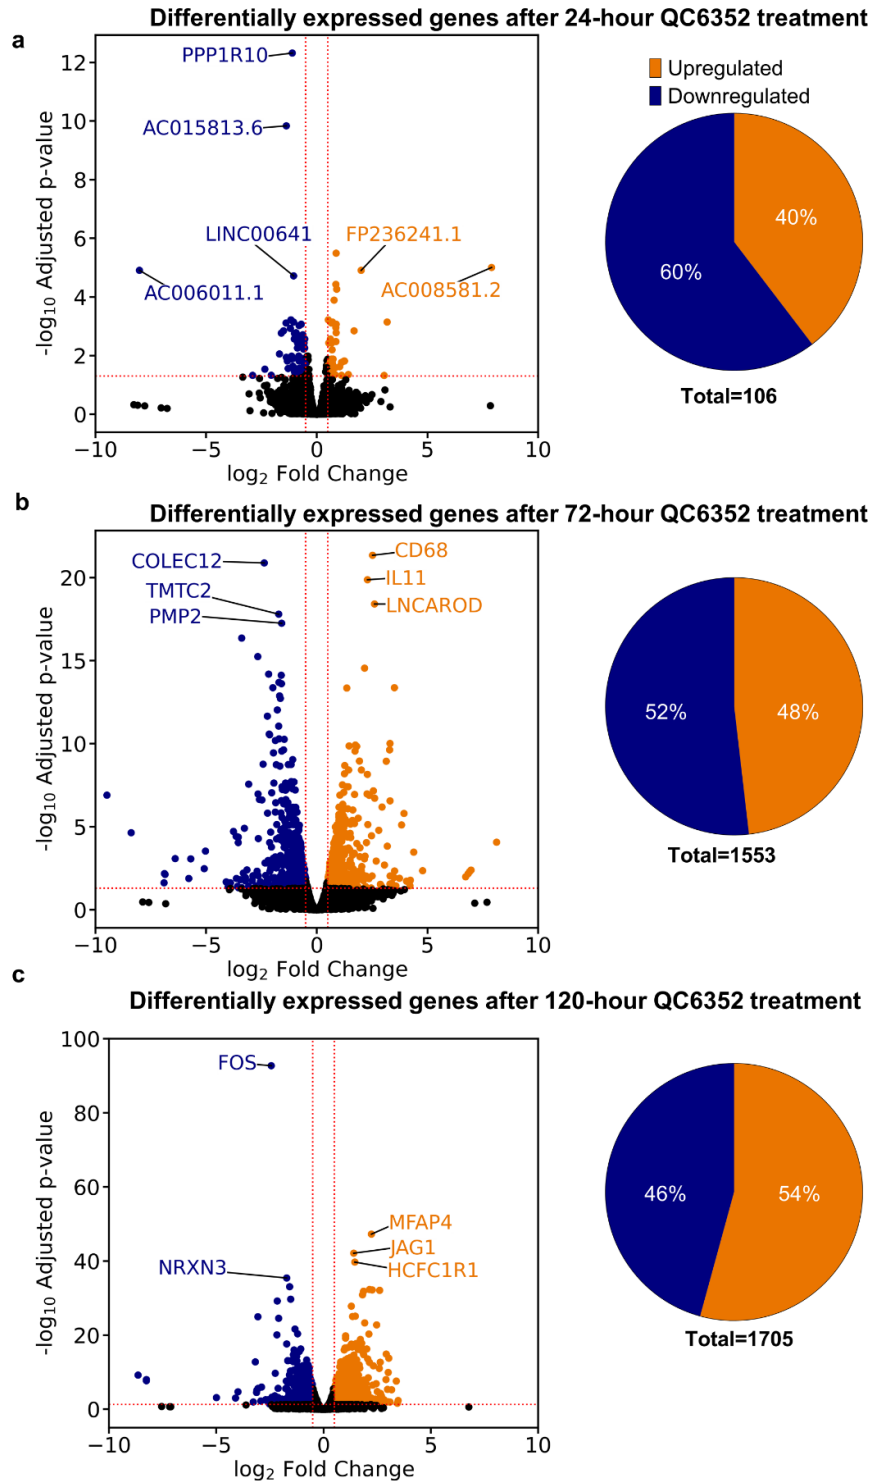 a
Differentially expressed genes after 24-hour QC6352 treatment
Upregulated
Downregulated
-log10 Adjusted p-value
12
10
8
6
4
2
0
PPP1R10
AC015813.6
LINC00641
FP236241.1
AC006011.1
AC008581.2
−10
−5
0
5
10
log2 Fold Change
40%
60%
Total=106
b
Differentially expressed genes after 72-hour QC6352 treatment
-log10 Adjusted p-value
20
15
10
5
0
COLEC12
TMTC2
PMP2
CD68
IL11
LNCAROD
−10
−5
0
5
10
log2 Fold Change
52%
48%
Total=1553
c
Differentially expressed genes after 120-hour QC6352 treatment
-log10 Adjusted p-value
100
80
60
40
20
0
FOS
NRXN3
MFAP4
JAG1
HCFC1R1
−10
−5
0
5
10
log2 Fold Change
46%
54%
Total=1705